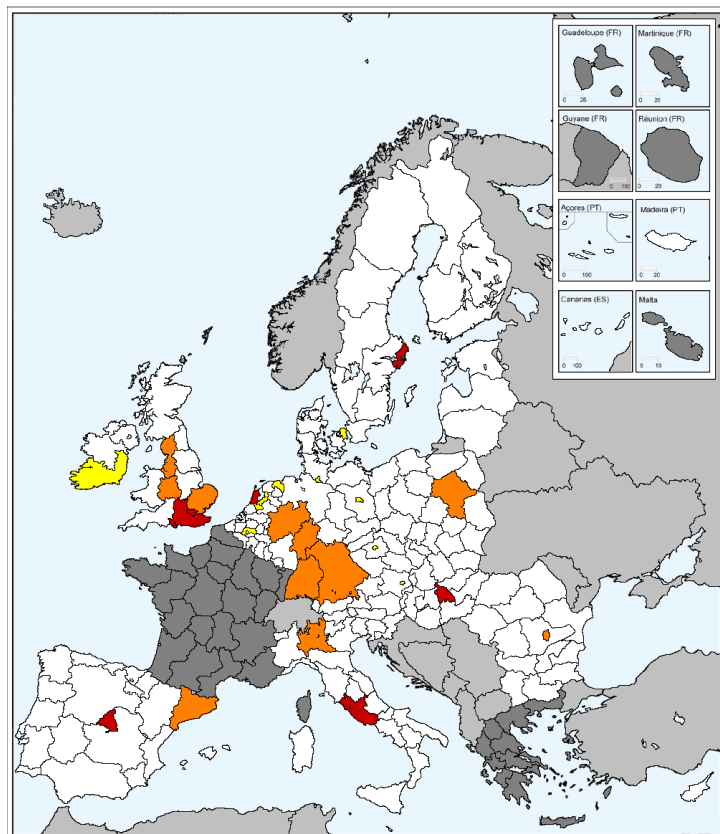 Guadeloupe (FR)
Martinique (FR)
0 25
0 20
Guyane (FR)
Réunion (FR)
0 100
0 20
Açores (PT)
Madeira (PT)
0 100
0 20
Canarias (ES)
Malta
0 100
0 10